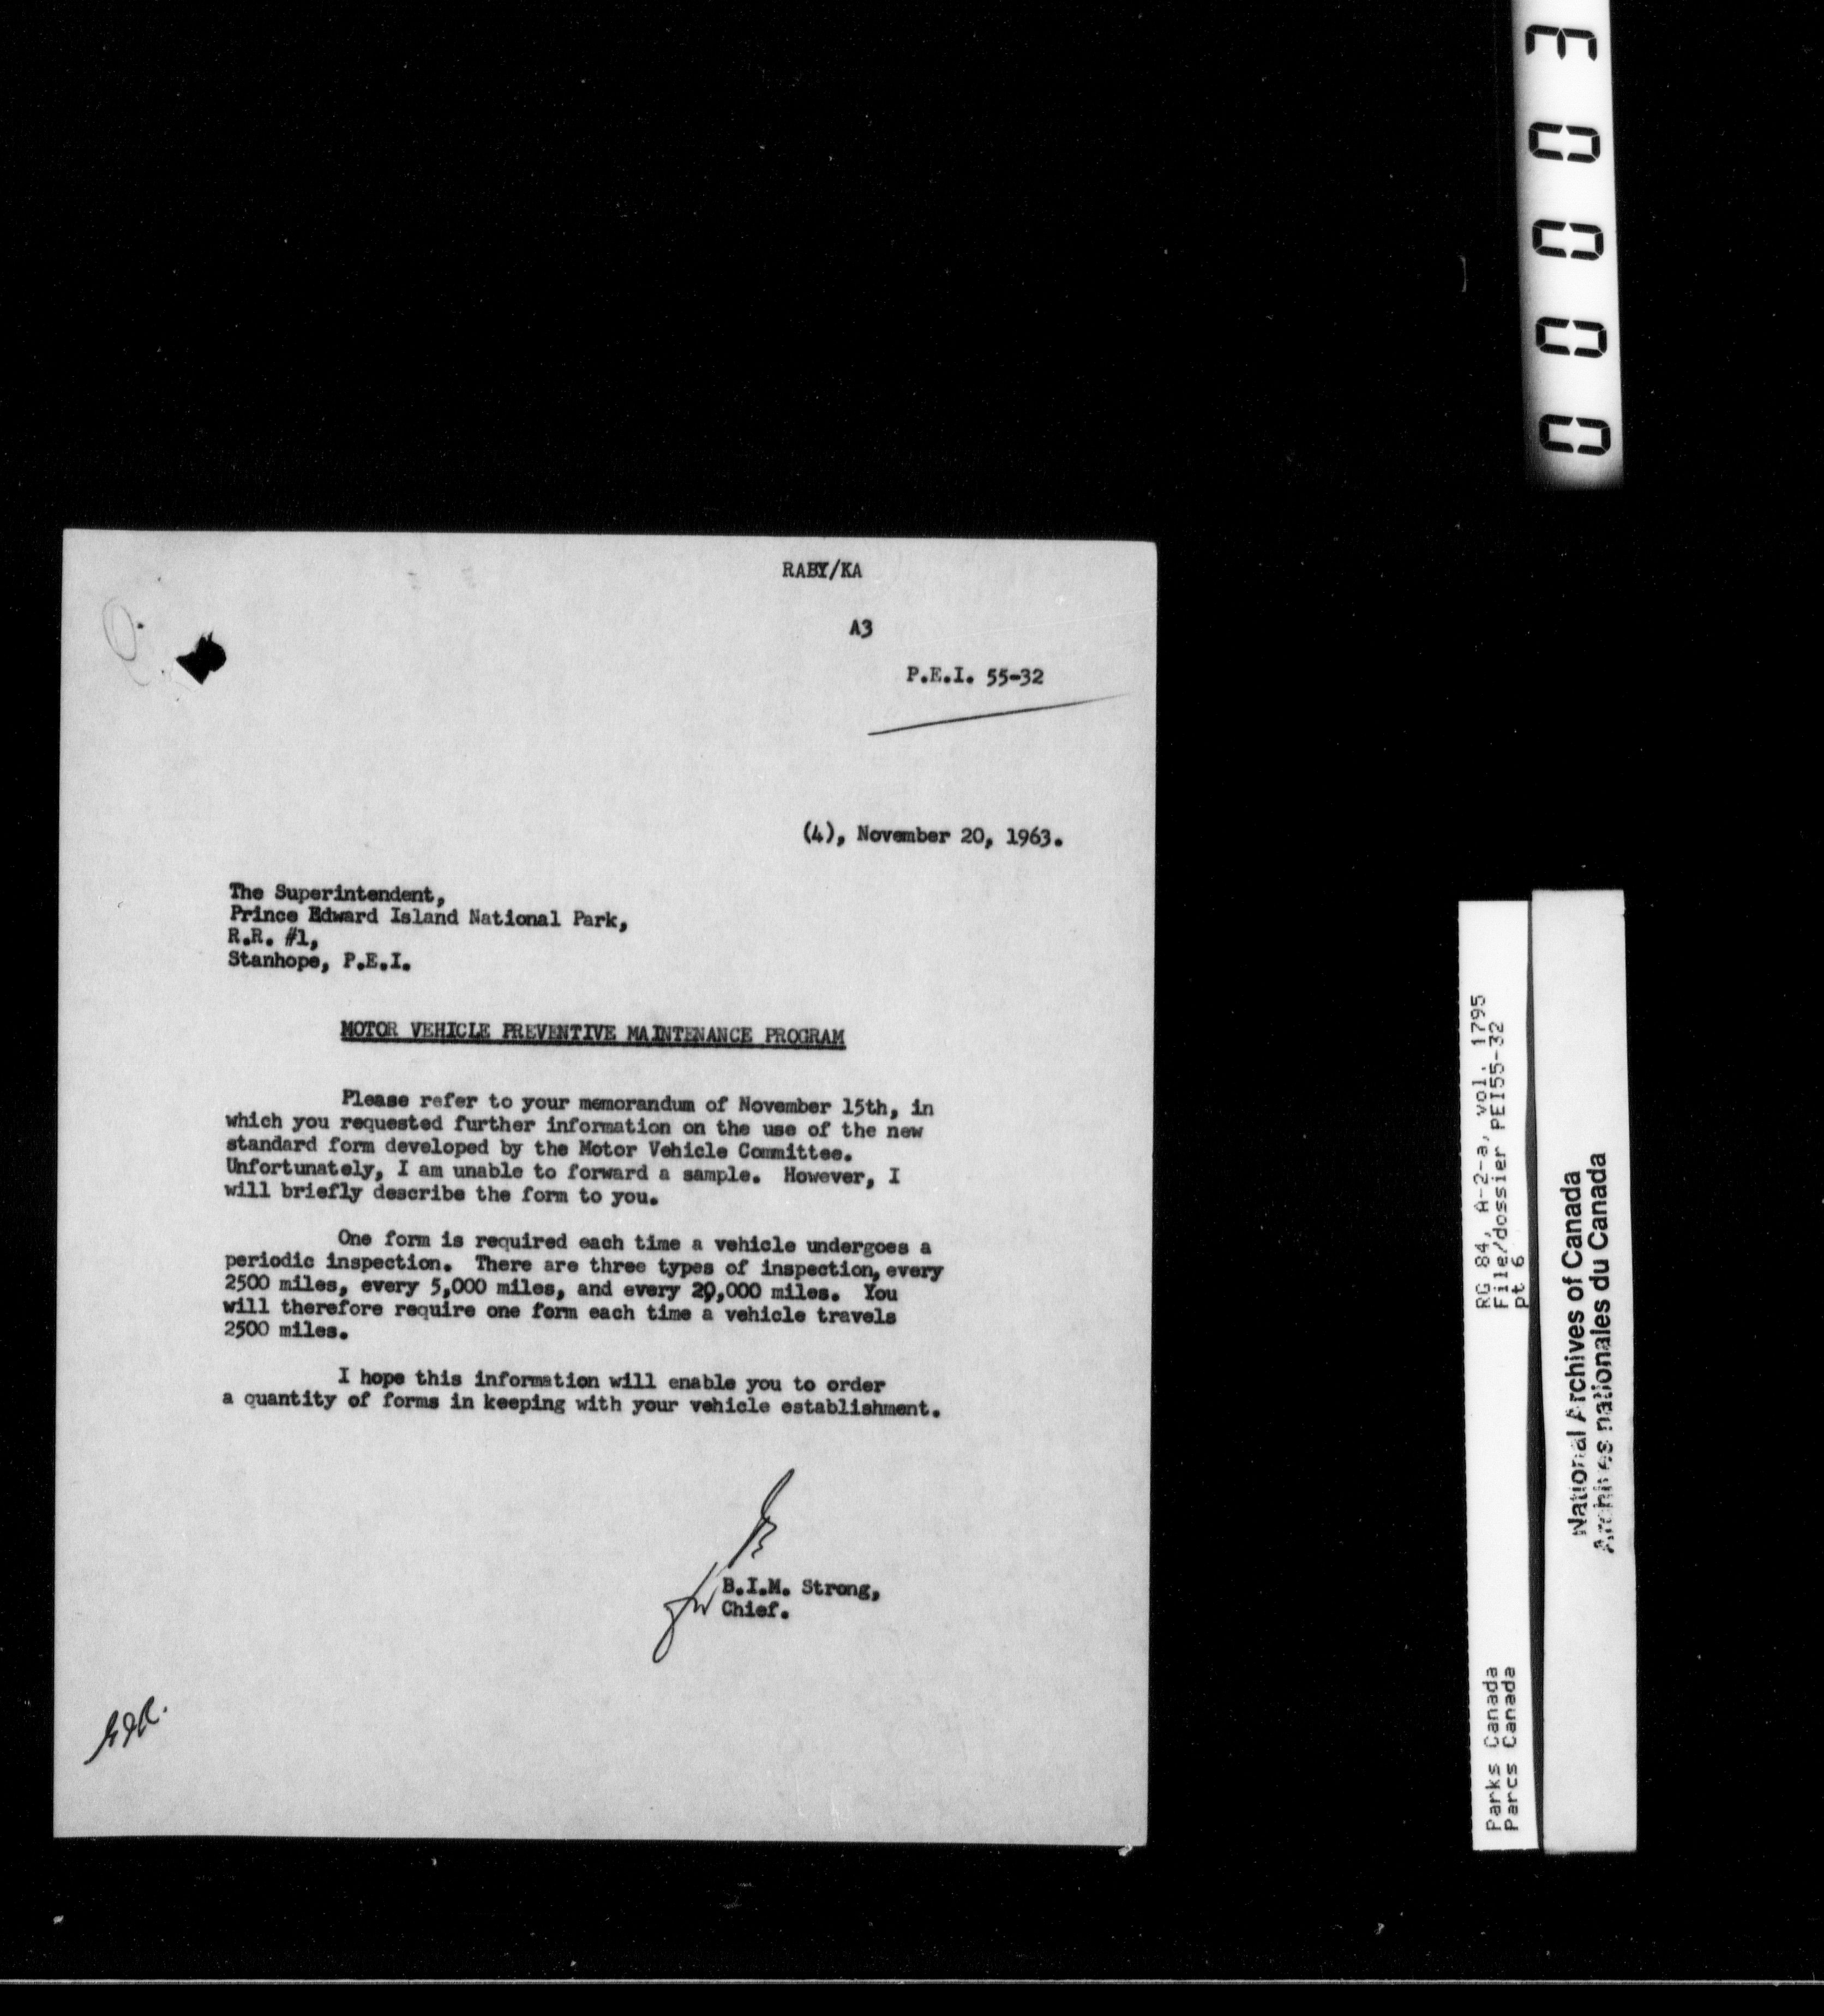 RABY/KA
A3
P.E.I. 55-32
(4), November 20, 1963.
The Superintendent,
Prince Edward Island National Park,
R.R. #1,
Stanhope, P.E.I.
MOTOR VEHICLE PREVENTIVE MAINTENANCE PROGRAM
Please refer to your memorandum of November 15th, in
which you requested further information on the use of the new
standard form developed by the Motor Vehicle Committee.
Unfortunately, I am unable to forward a sample. However, I
will briefly describe the form to you.
One form is required each time a vehicle undergoes a
periodic inspection. There are three types of inspection, every
2500 miles, every 5,000 miles, and every 20,000 miles. You
will therefore require one form each time a vehicle travels
2500 miles.
I hope this information will enable you to order
a quantity of forms in keeping with your vehicle establishment.
B.I.M. Strong,
Chief.
00003
RG 84, A-2-a, vol. 1795
File/dossier PEI55-32
pt 6
Parks Canada
Parcs Canada
National Archives of Canada
Archives nationales du Canada